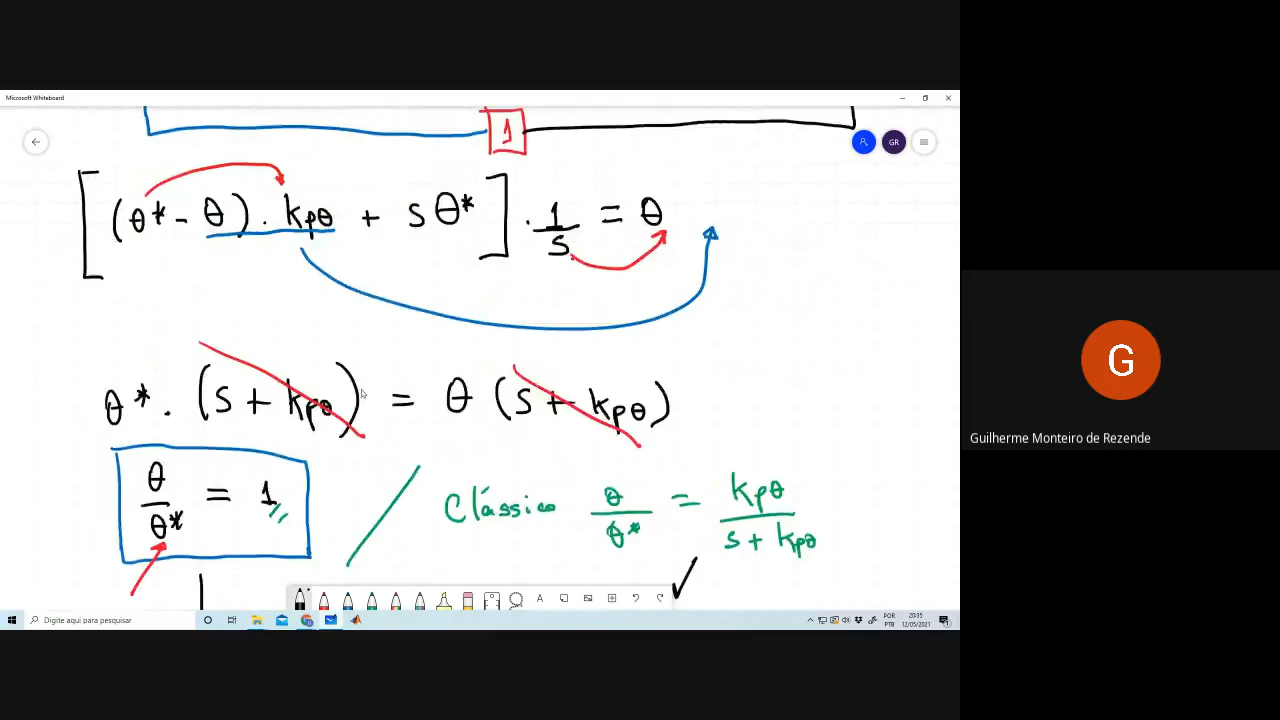 Microsoft Whiteboard
1
GR
[(θ* - θ) . kpθ + sθ*] . 1/s = θ
θ* . (s + kpθ) = θ (s + kpθ)
θ/θ* = 1
Clássico θ/θ* = kpθ/(s + kpθ)
A
Digite aqui para pesquisar
POR
PTB
20:35
12/05/2021
G
Guilherme Monteiro de Rezende